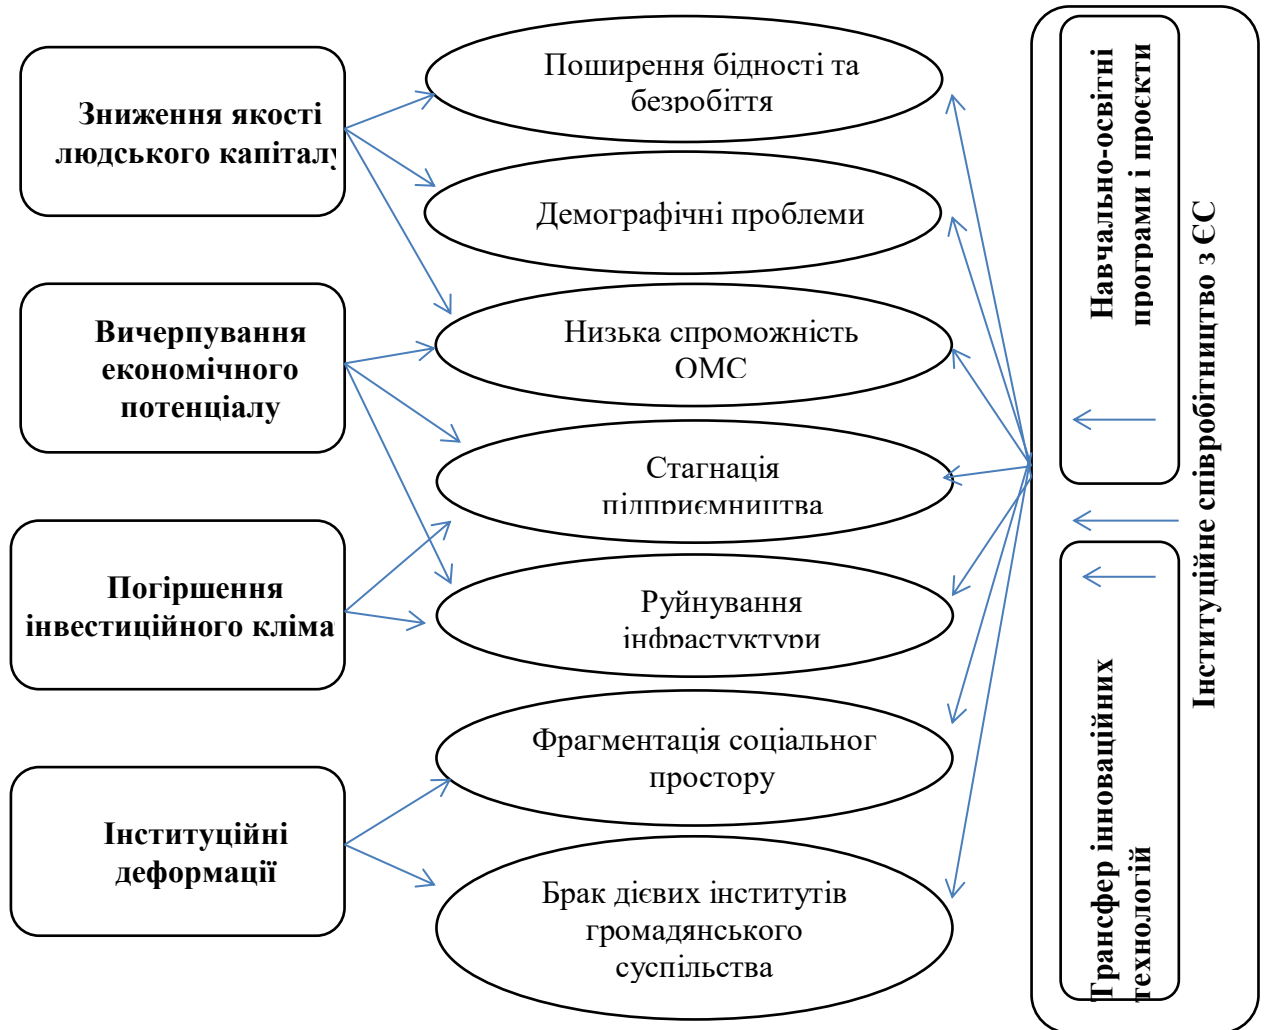 Зниження якості
людського капіталу
Вичерпування
економічного
потенціалу
Погіршення
інвестиційного кліма
Інституційні
деформації
Поширення бідності та
безробіття
Демографічні проблеми
Низька спроможність
ОМС
Стагнація
підприємництва
Руйнування
інфрастуктури
Фрагментація соціальног
простору
Брак дієвих інститутів
громадянського
суспільства
Навчально-освітні
програми і проєкти
Трансфер інноваційних
технологій
Інституційне співробітництво з ЄС